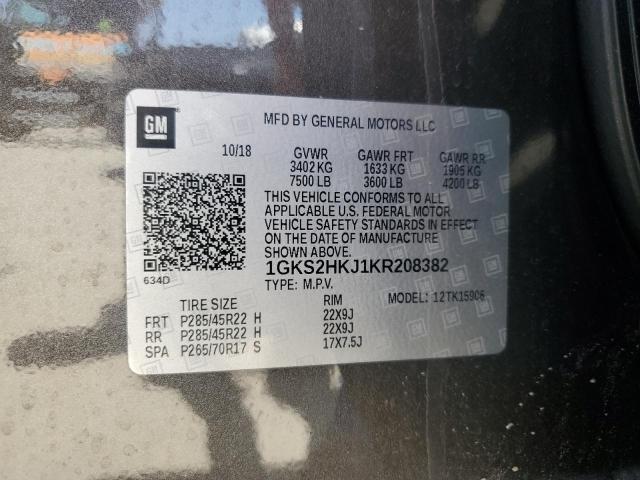 GM
MFD BY GENERAL MOTORS LLC
10/18 GVWR GAWR FRT GAWR RR
3402 KG 1633 KG 1905 KG
7500 LB 3600 LB 4200 LB
THIS VEHICLE CONFORMS TO ALL
APPLICABLE U.S. FEDERAL MOTOR
VEHICLE SAFETY STANDARDS IN EFFECT
ON THE DATE OF MANUFACTURE
SHOWN ABOVE.
1GKS2HKJ1KR208382
634D
TYPE: M.P.V.
MODEL: 12TK15906
TIRE SIZE RIM
FRT P285/45R22 H 22X9J
RR P285/45R22 H 22X9J
SPA P265/70R17 S 17X7.5J